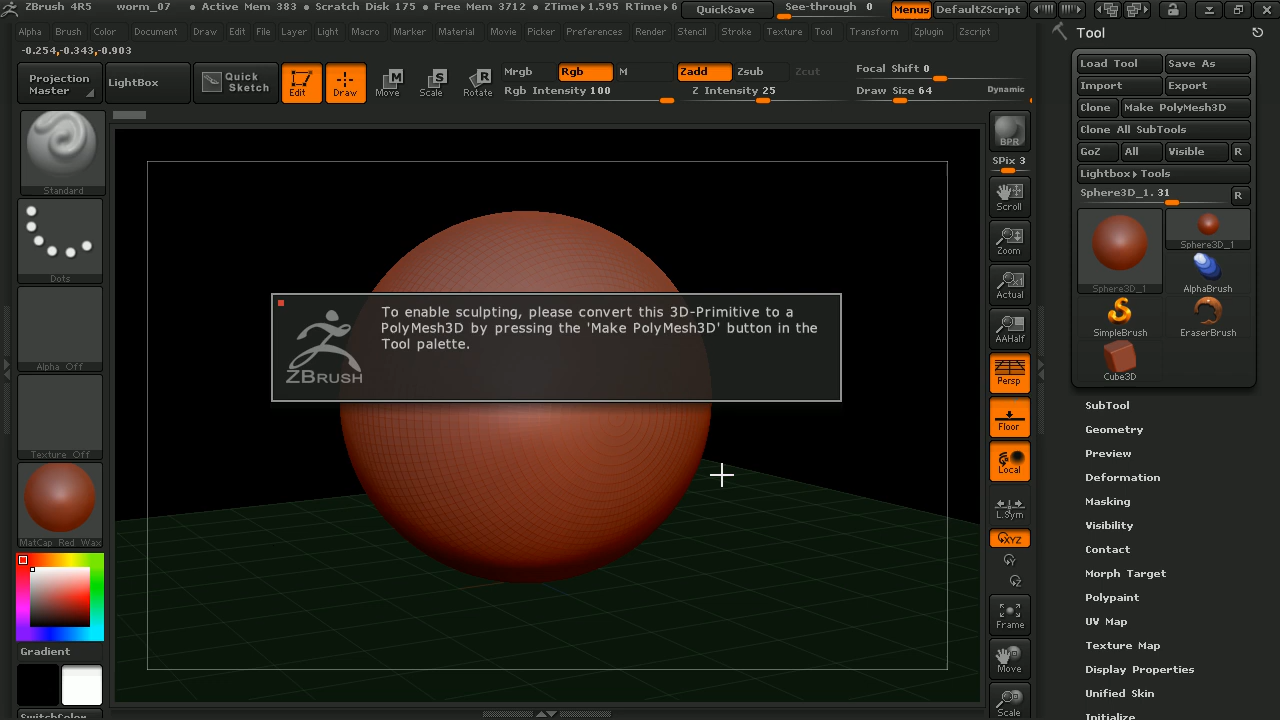 ZBrush 4R5 worm_07 • Active Mem 383 • Scratch Disk 175 • Free Mem 3712 • ZTime▸1.595 RTime▸6 QuickSave See-through 0 Menus DefaultZScript
Alpha Brush Color Document Draw Edit File Layer Light Macro Marker Material Movie Picker Preferences Render Stencil Stroke Texture Tool Transform Zplugin Zscript
-0.254,-0.343,-0.903
Projection
Master
LightBox
Quick
Sketch
Edit
Draw
Move
Scale
Rotate
Mrgb Rgb M
Rgb Intensity 100
Zadd Zsub Zcut
Z Intensity 25
Focal Shift 0
Draw Size 64
Dynamic
Standard
Dots
Alpha Off
Texture Off
MatCap Red Wax
Gradient
SwitchColor
To enable sculpting, please convert this 3D-Primitive to a
PolyMesh3D by pressing the 'Make PolyMesh3D' button in the
Tool palette.
ZBRUSH
BPR
SPix 3
Scroll
Zoom
Actual
AAHalf
Persp
Floor
Local
L.Sym
XYZ
Y
Z
Frame
Move
Scale
Tool
Load Tool Save As
Import Export
Clone Make PolyMesh3D
Clone All SubTools
GoZ All Visible R
Lightbox▸Tools
Sphere3D_1. 31 R
Sphere3D_1
Sphere3D_1
AlphaBrush
SimpleBrush
EraserBrush
Cube3D
SubTool
Geometry
Preview
Deformation
Masking
Visibility
Contact
Morph Target
Polypaint
UV Map
Texture Map
Display Properties
Unified Skin
Initialize